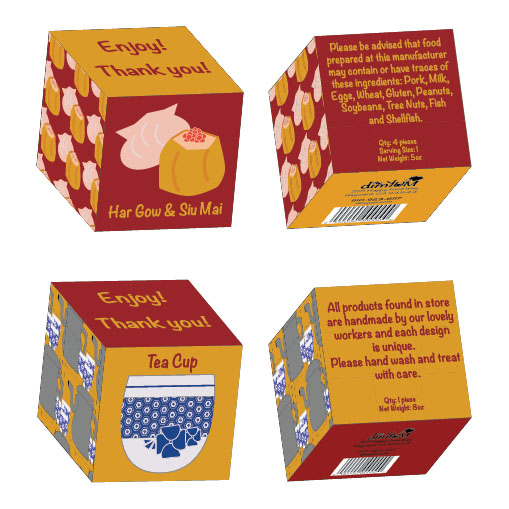 Enjoy!
Thank you!
Har Gow & Siu Mai
Please be advised that food
prepared at this manufacturer
may contain or have traces of
these ingredients: Pork, Milk,
Eggs, Wheat, Gluten, Peanuts,
Soybeans, Tree Nuts, Fish
and Shellfish.
Qty: 4 pieces
Serving Size: 1
Net Weight: 5oz
Enjoy!
Thank you!
Tea Cup
All products found in store
are handmade by our lovely
workers and each design
is unique.
Please hand wash and treat
with care.
Qty: 1 piece
Net Weight: 8oz